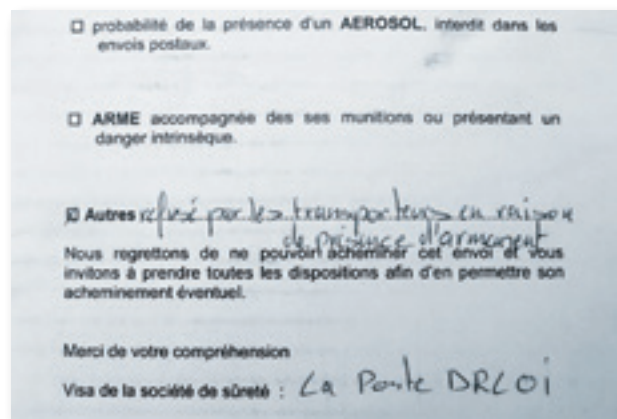 ☐ probabilité de la présence d'un AEROSOL, interdit dans les
envois postaux.
☐ ARME accompagnée des ses munitions ou présentant un
danger intrinsèque.
☑ Autres refusé par les transporteurs en raison
de présence d'armement
Nous regrettons de ne pouvoir acheminer cet envoi et vous
invitons à prendre toutes les dispositions afin d'en permettre son
acheminement éventuel.
Merci de votre compréhension
Visa de la société de sûreté : La Poste DRLOI